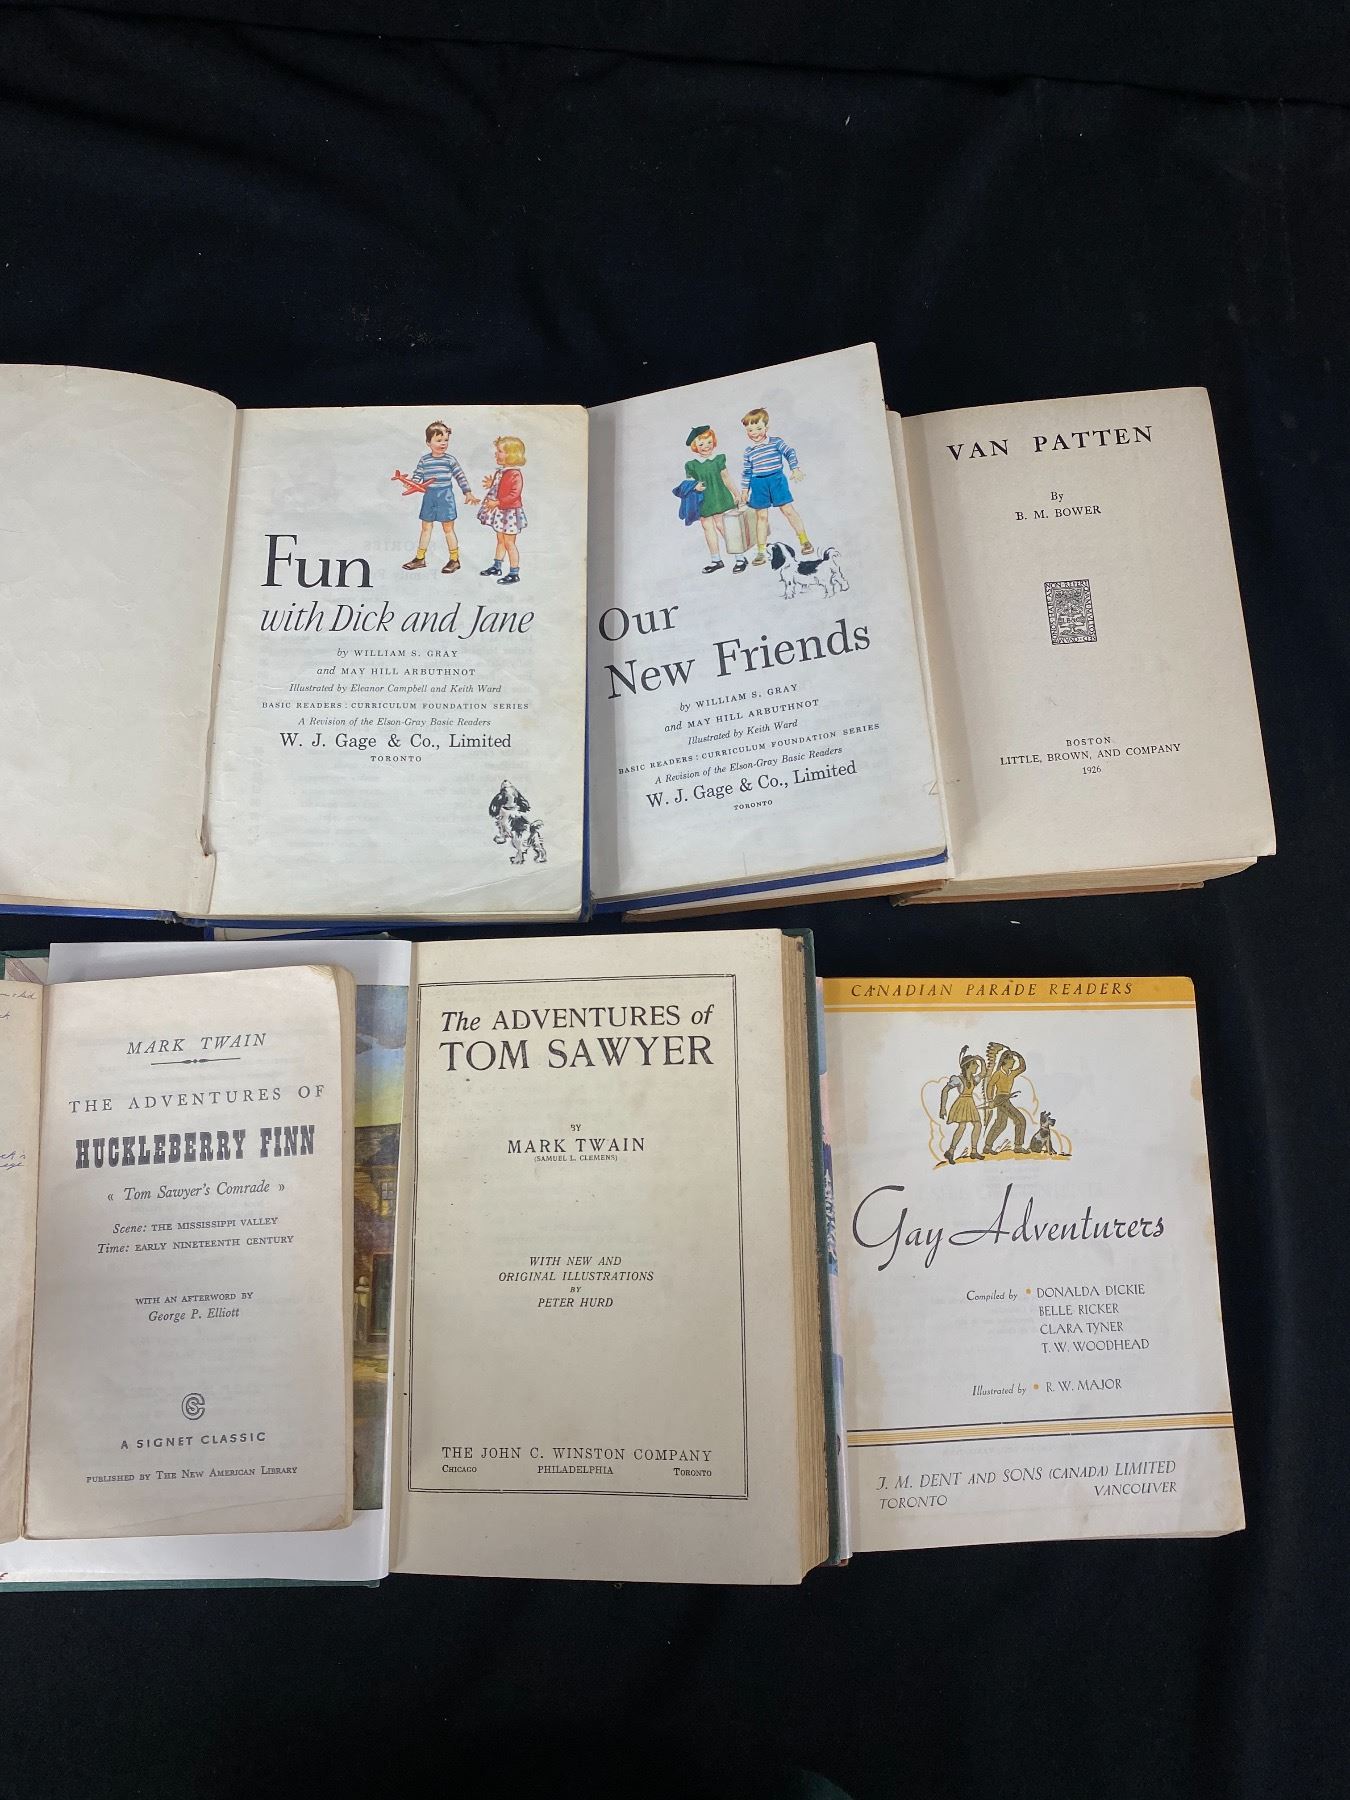 Fun
with Dick and Jane
by WILLIAM S. GRAY
and MAY HILL ARBUTHNOT
Illustrated by Eleanor Campbell and Keith Ward
BASIC READERS : CURRICULUM FOUNDATION SERIES
A Revision of the Elson-Gray Basic Readers
W. J. Gage & Co., Limited
TORONTO
Our
New Friends
by WILLIAM S. GRAY
and MAY HILL ARBUTHNOT
Illustrated by Keith Ward
BASIC READERS : CURRICULUM FOUNDATION SERIES
A Revision of the Elson-Gray Basic Readers
W. J. Gage & Co., Limited
TORONTO
VAN PATTEN
By
B. M. BOWER
BOSTON
LITTLE, BROWN, AND COMPANY
1926
MARK TWAIN
THE ADVENTURES OF
HUCKLEBERRY FINN
« Tom Sawyer's Comrade »
Scene: THE MISSISSIPPI VALLEY
Time: EARLY NINETEENTH CENTURY
WITH AN AFTERWORD BY
George P. Elliott
A SIGNET CLASSIC
PUBLISHED BY THE NEW AMERICAN LIBRARY
The ADVENTURES of
TOM SAWYER
BY
MARK TWAIN
(SAMUEL L. CLEMENS)
WITH NEW AND
ORIGINAL ILLUSTRATIONS
BY
PETER HURD
THE JOHN C. WINSTON COMPANY
CHICAGO PHILADELPHIA TORONTO
CANADIAN PARADE READERS
Gay Adventurers
Compiled by • DONALDA DICKIE
BELLE RICKER
CLARA TYNER
T. W. WOODHEAD
Illustrated by • R. W. MAJOR
J. M. DENT AND SONS (CANADA) LIMITED
TORONTO VANCOUVER